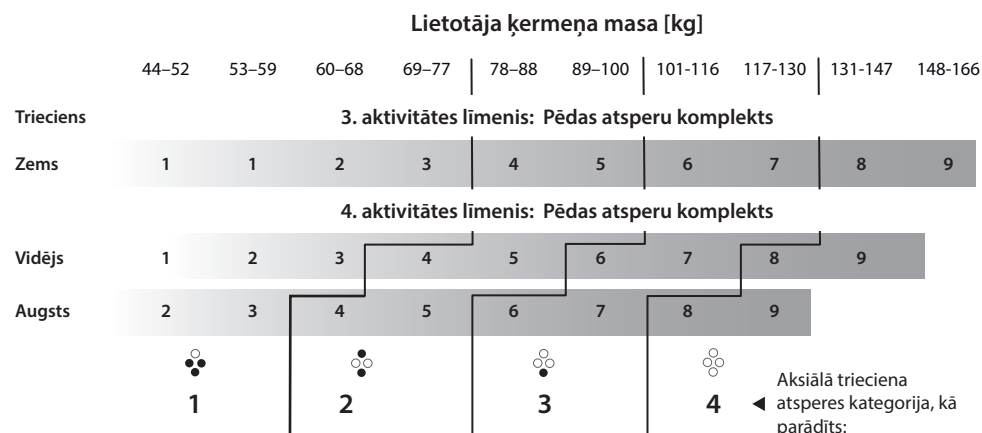 Lietotāja ķermeņa masa [kg]
44–52 53–59 60–68 69–77 78–88 89–100 101-116 117-130 131-147 148-166
Trieciens 3. aktivitātes līmenis: Pēdas atsperu komplekts
Zems 1 1 2 3 4 5 6 7 8 9
4. aktivitātes līmenis: Pēdas atsperu komplekts
Vidējs 1 2 3 4 5 6 7 8 9
Augsts 2 3 4 5 6 7 8 9
Aksiālā trieciena
1 2 3 4 ◄ atsperes kategorija, kā
parādīts: